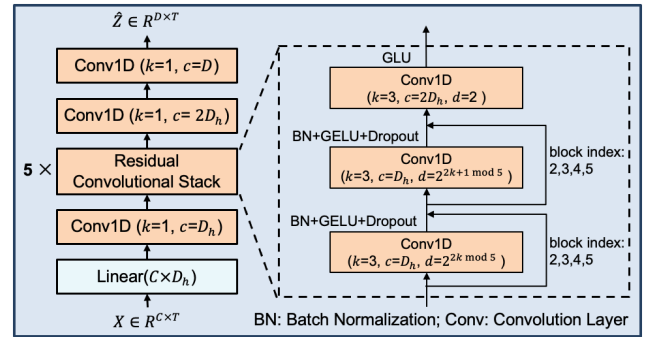 Ẑ ∈ R^{D×T}
Conv1D (k=1, c=D)
Conv1D (k=1, c= 2D_h)
5 ×
Residual
Convolutional Stack
Conv1D (k=1, c=D_h)
Linear(C×D_h)
X ∈ R^{C×T}
GLU
Conv1D
(k=3, c=2D_h, d=2 )
BN+GELU+Dropout
Conv1D
(k=3, c=D_h, d=2^{2k+1 mod 5})
block index:
2,3,4,5
BN+GELU+Dropout
Conv1D
(k=3, c=D_h, d=2^{2k mod 5})
block index:
2,3,4,5
BN: Batch Normalization; Conv: Convolution Layer